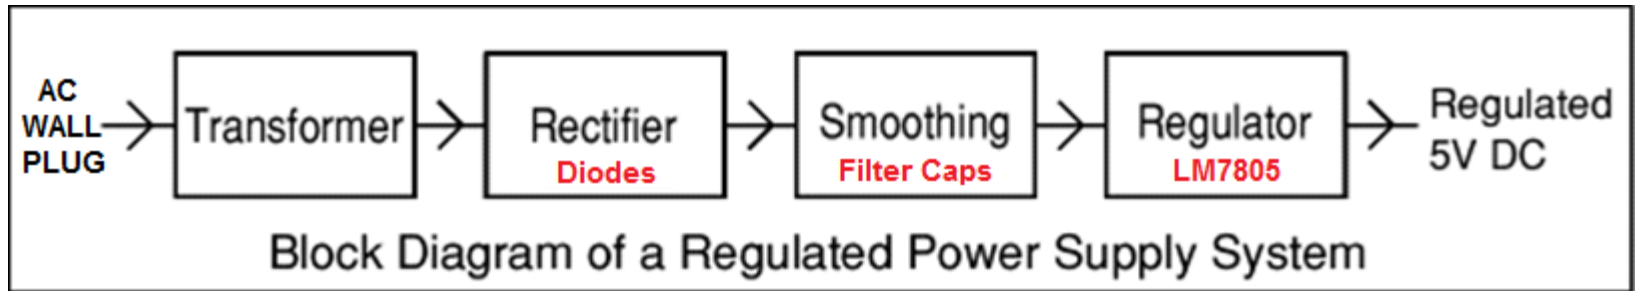 AC
WALL
PLUG
Transformer
Rectifier
Diodes
Smoothing
Filter Caps
Regulator
LM7805
Regulated
5V DC
Block Diagram of a Regulated Power Supply System